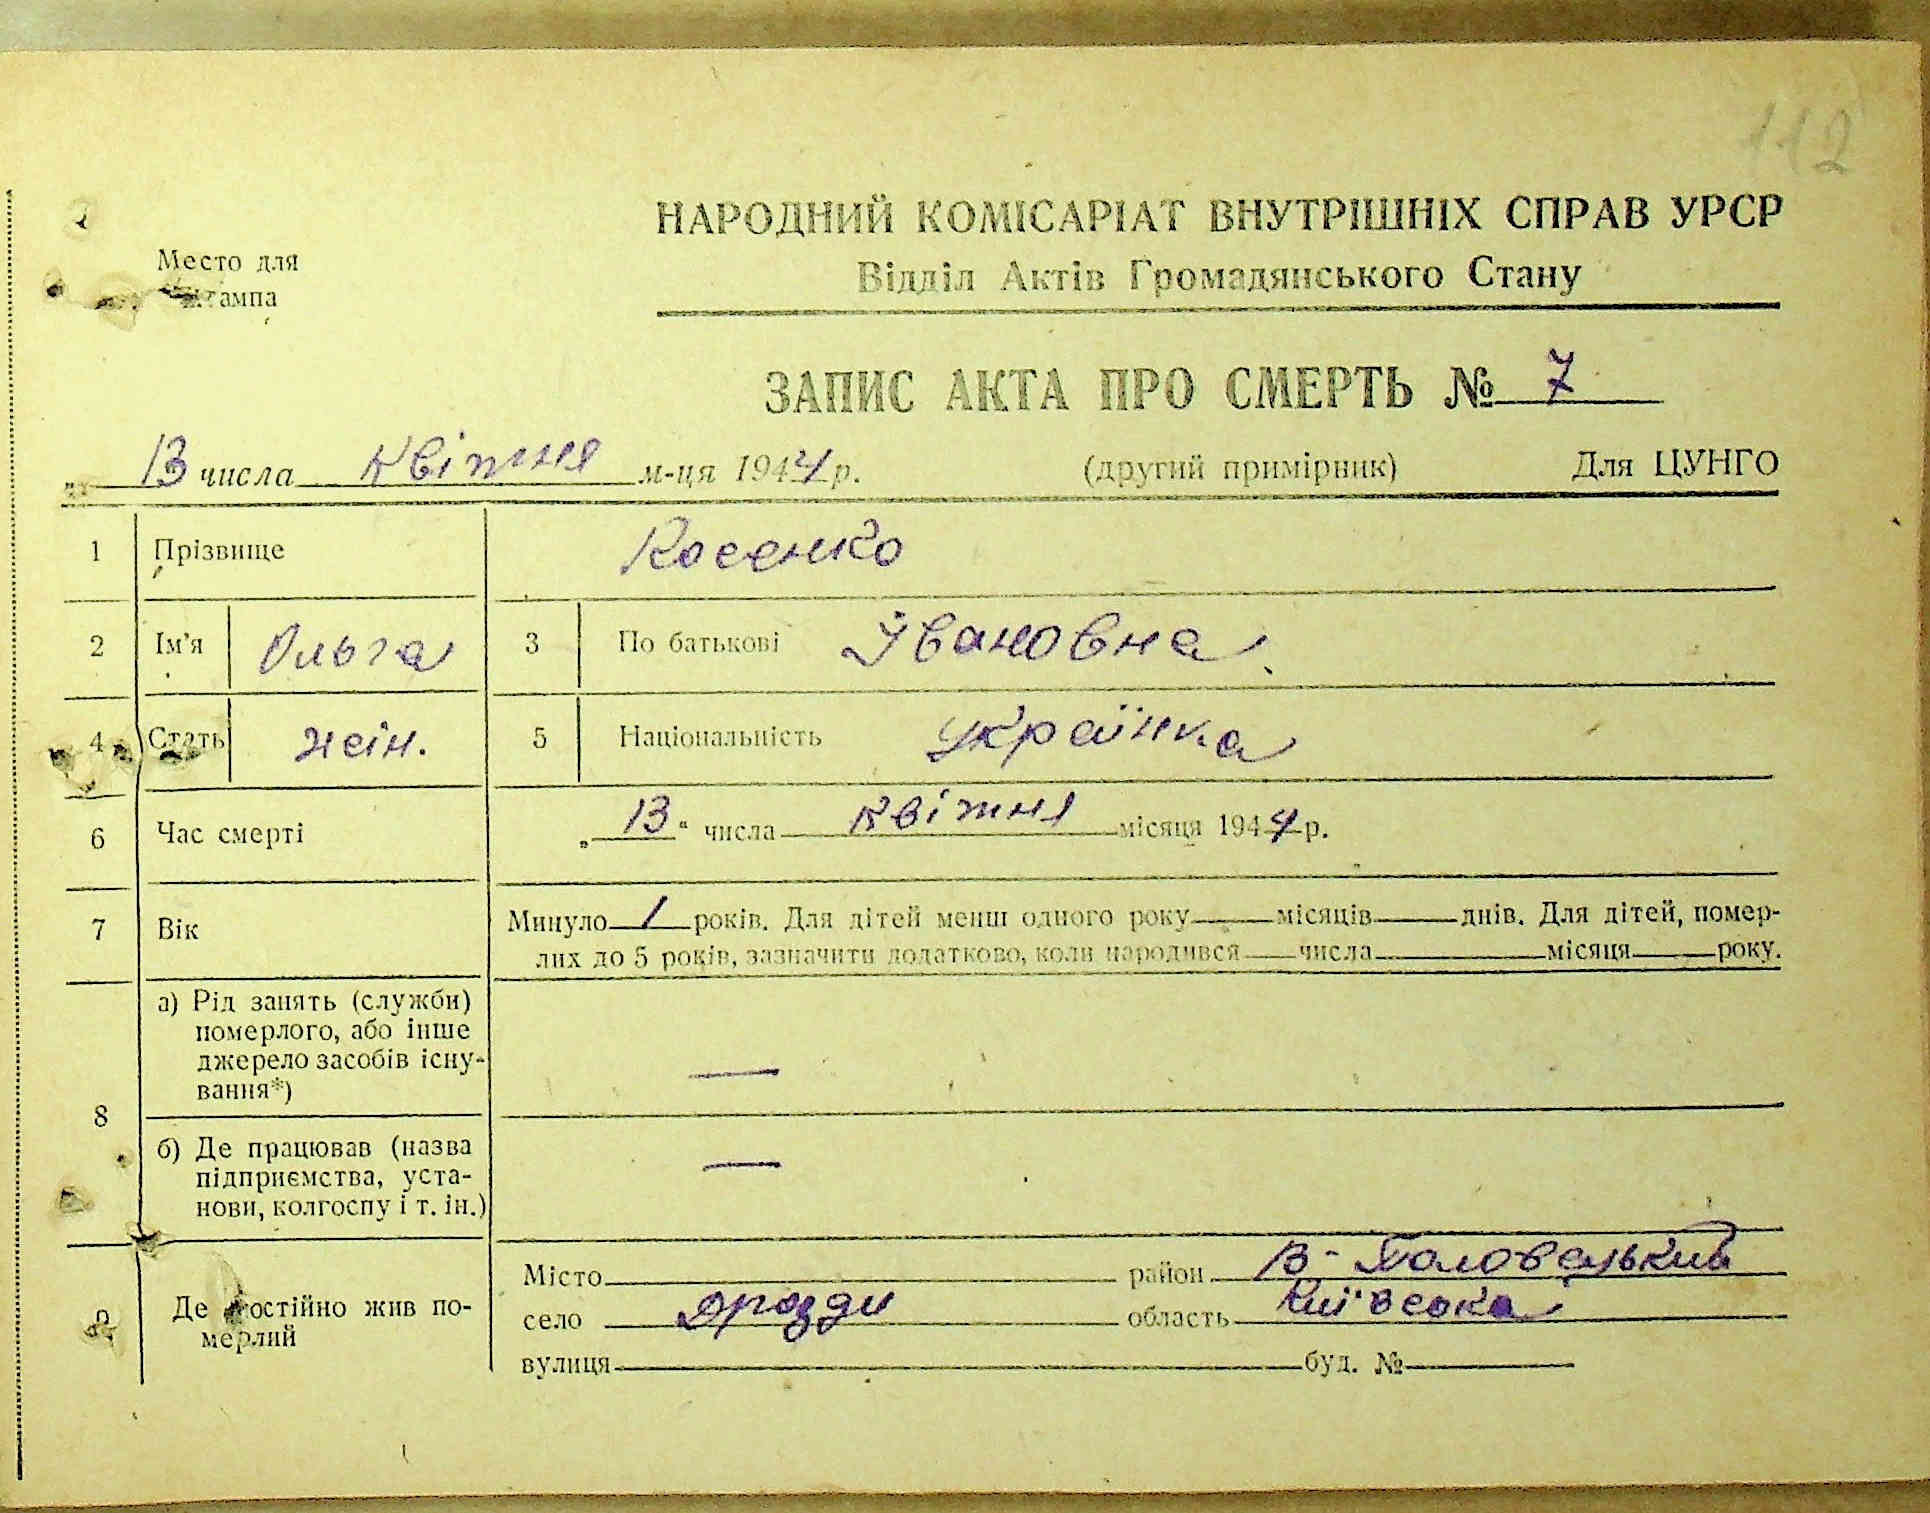 112
НАРОДНИЙ КОМІСАРІАТ ВНУТРІШНІХ СПРАВ УРСР
Відділ Актів Громадянського Стану
Место для
штампа
ЗАПИС АКТА ПРО СМЕРТЬ № 7
„ 13 числа квітня м-ця 1944 р. (другий примірник) Для ЦУНГО
1 Прізвище Косенко
2 Ім'я Ольга 3 По батькові Івановна
4 Стать жін. 5 Національність українка
6 Час смерті „ 13 “ числа квітня місяця 1944 р.
7 Вік Минуло 1 років. Для дітей менш одного року місяців днів. Для дітей, помер-
лих до 5 років, зазначити додатково, коли народився числа місяця року.
8 а) Рід занять (служби)
померлого, або інше
джерело засобів існу-
вання*) —
б) Де працював (назва
підприємства, уста-
нови, колгоспу і т. ін.) —
9 Де постійно жив по-
мерлий
Місто район В-Половецький
село Дрозди область Київська
вулиця буд. №